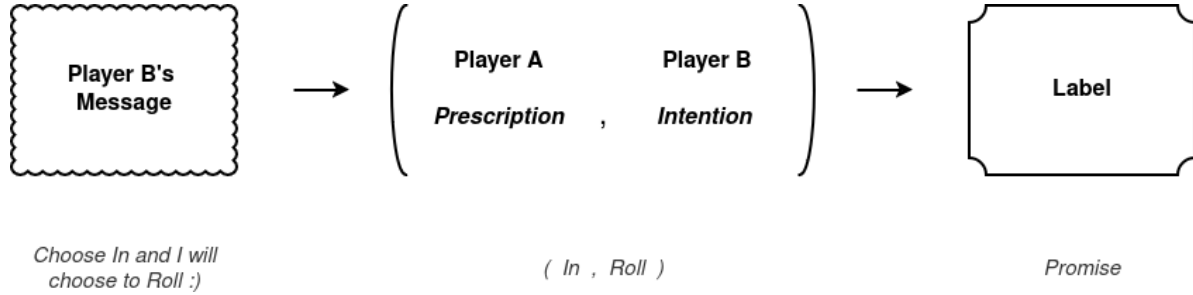 Player B's
Message
Player A
Player B
Prescription , Intention
Label
Choose In and I will
choose to Roll :)
( In , Roll )
Promise